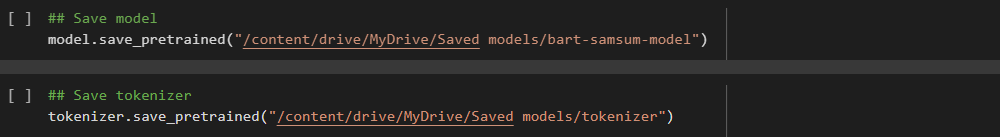 [ ] ## Save model
model.save_pretrained("/content/drive/MyDrive/Saved models/bart-samsum-model")
[ ] ## Save tokenizer
tokenizer.save_pretrained("/content/drive/MyDrive/Saved models/tokenizer")